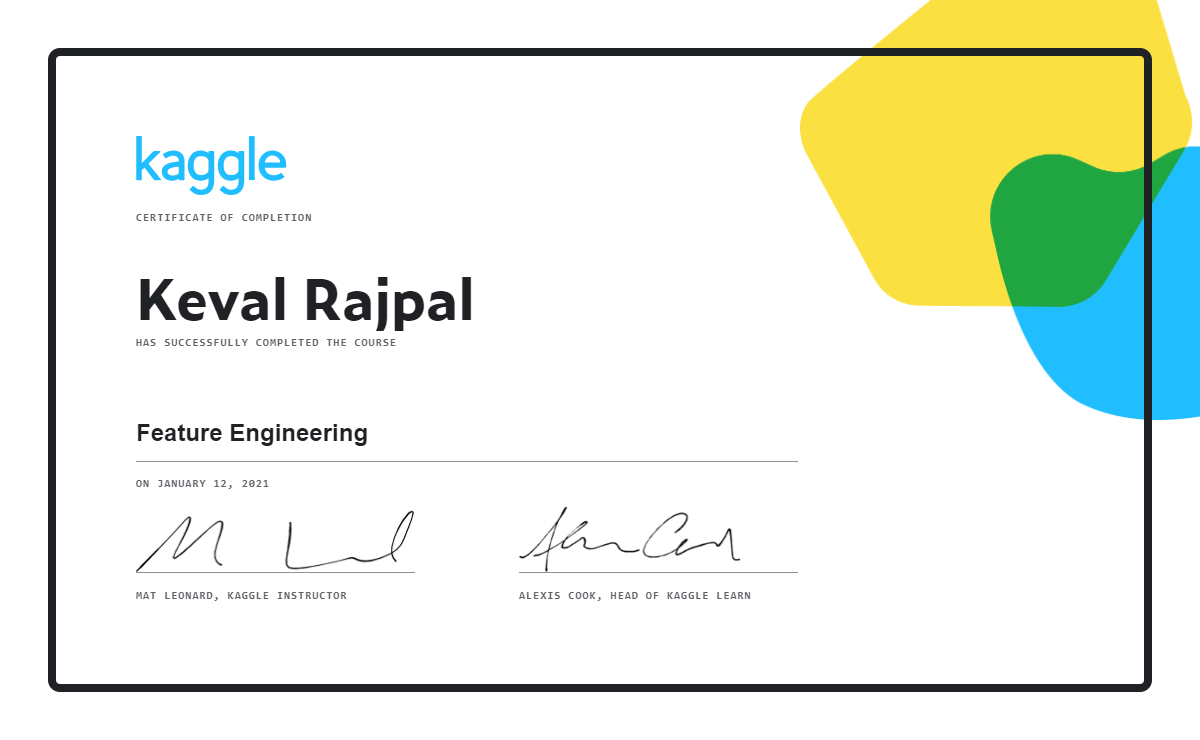 kaggle
CERTIFICATE OF COMPLETION
Keval Rajpal
HAS SUCCESSFULLY COMPLETED THE COURSE
Feature Engineering
ON JANUARY 12, 2021
MAT LEONARD, KAGGLE INSTRUCTOR
ALEXIS COOK, HEAD OF KAGGLE LEARN